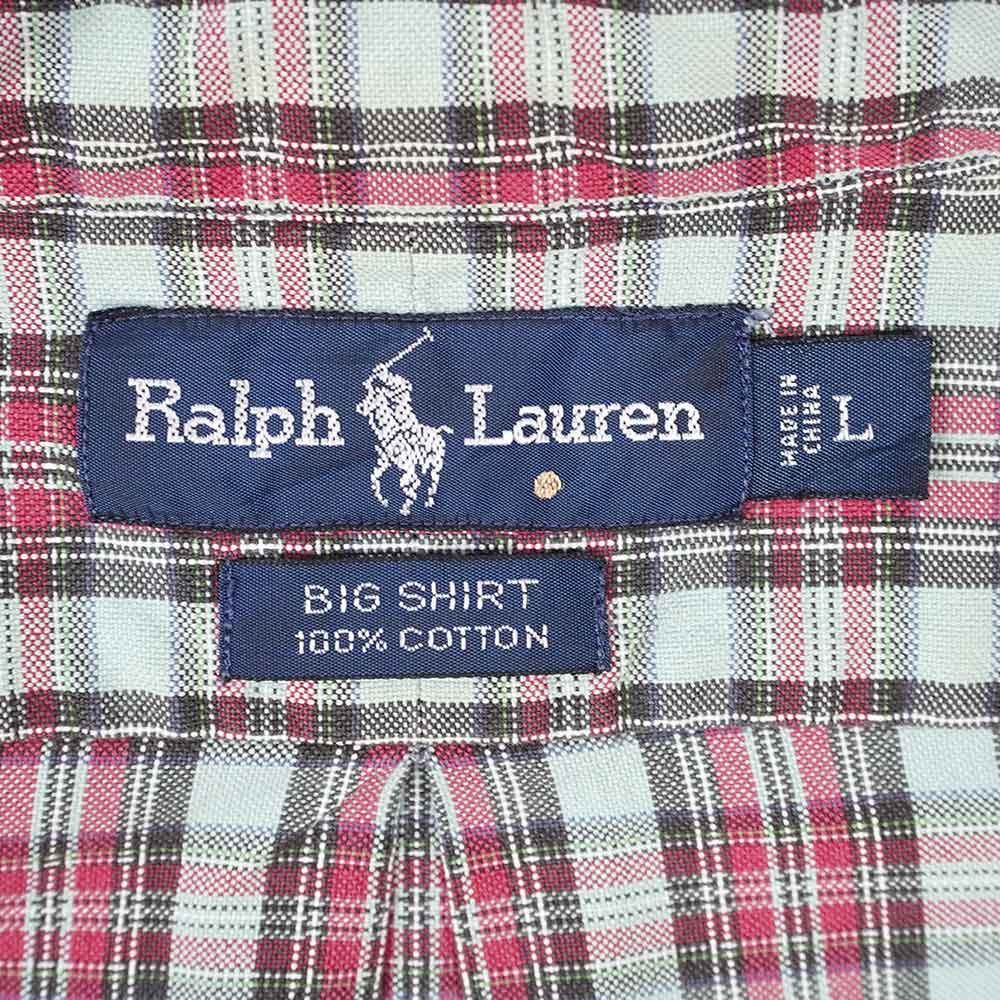 Ralph Lauren
MADE IN
CHINA
L
BIG SHIRT
100% COTTON